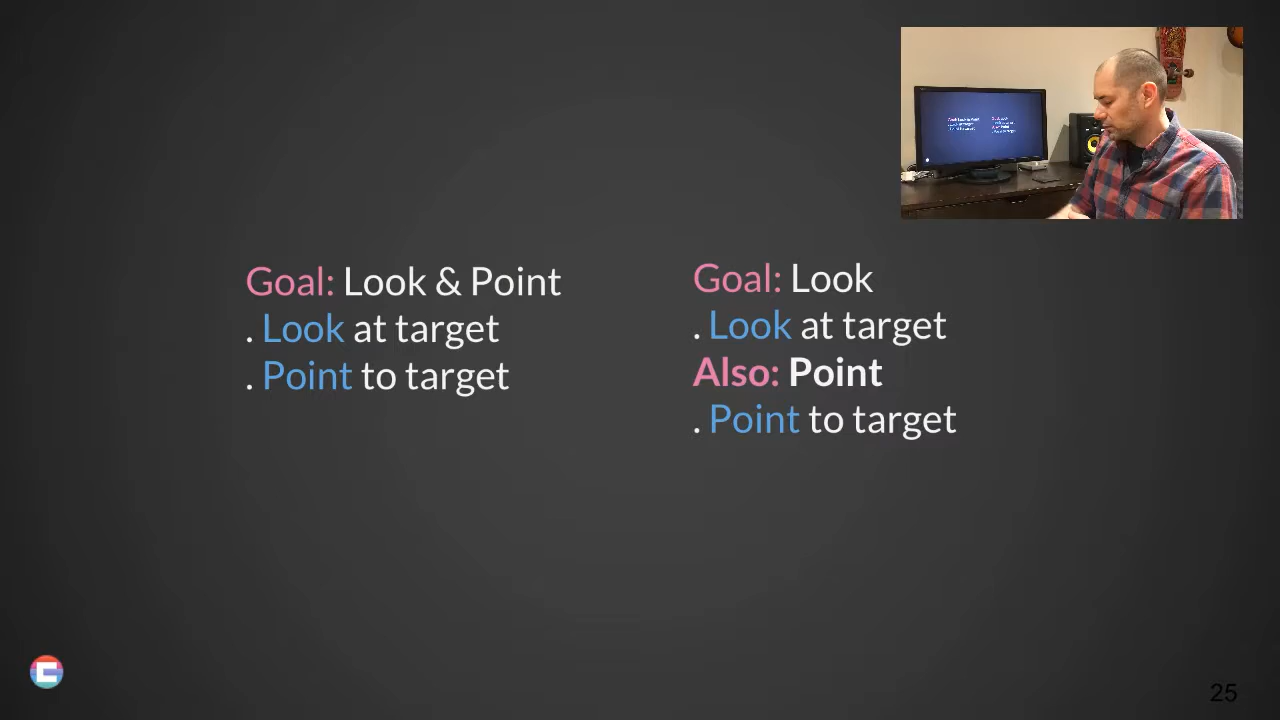 Goal: Look & Point
. Look at target
. Point to target
Goal: Look
. Look at target
Also: Point
. Point to target
25